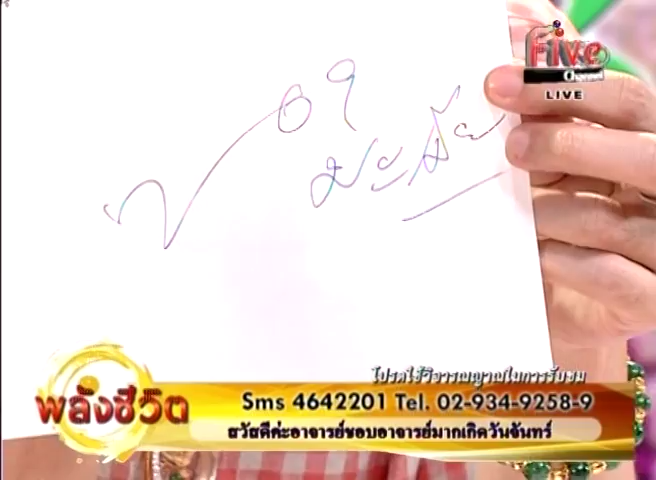 Five
Channel
LIVE
โปรดใช้วิจารณญาณในการรับชม
พลังชีวิต
Sms 4642201 Tel. 02-934-9258-9
สวัสดีค่ะอาจารย์ชอบอาจารย์มากเกิดวันจันทร์